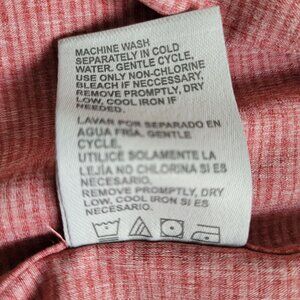 MACHINE WASH
SEPARATELY IN COLD
WATER. GENTLE CYCLE,
USE ONLY NON-CHLORINE
BLEACH IF NECCESSARY,
REMOVE PROMPTLY, DRY
LOW, COOL IRON IF
NEEDED.
LAVAR POR SEPARADO EN
AGUA FRIA, GENTLE
CYCLE.
UTILICE SOLAMENTE LA
LEJÍA NO CHLORINA SI ES
NECESARIO.
REMOVE PROMPTLY, DRY
LOW, COOL IRON SI ES
NECESARIO.